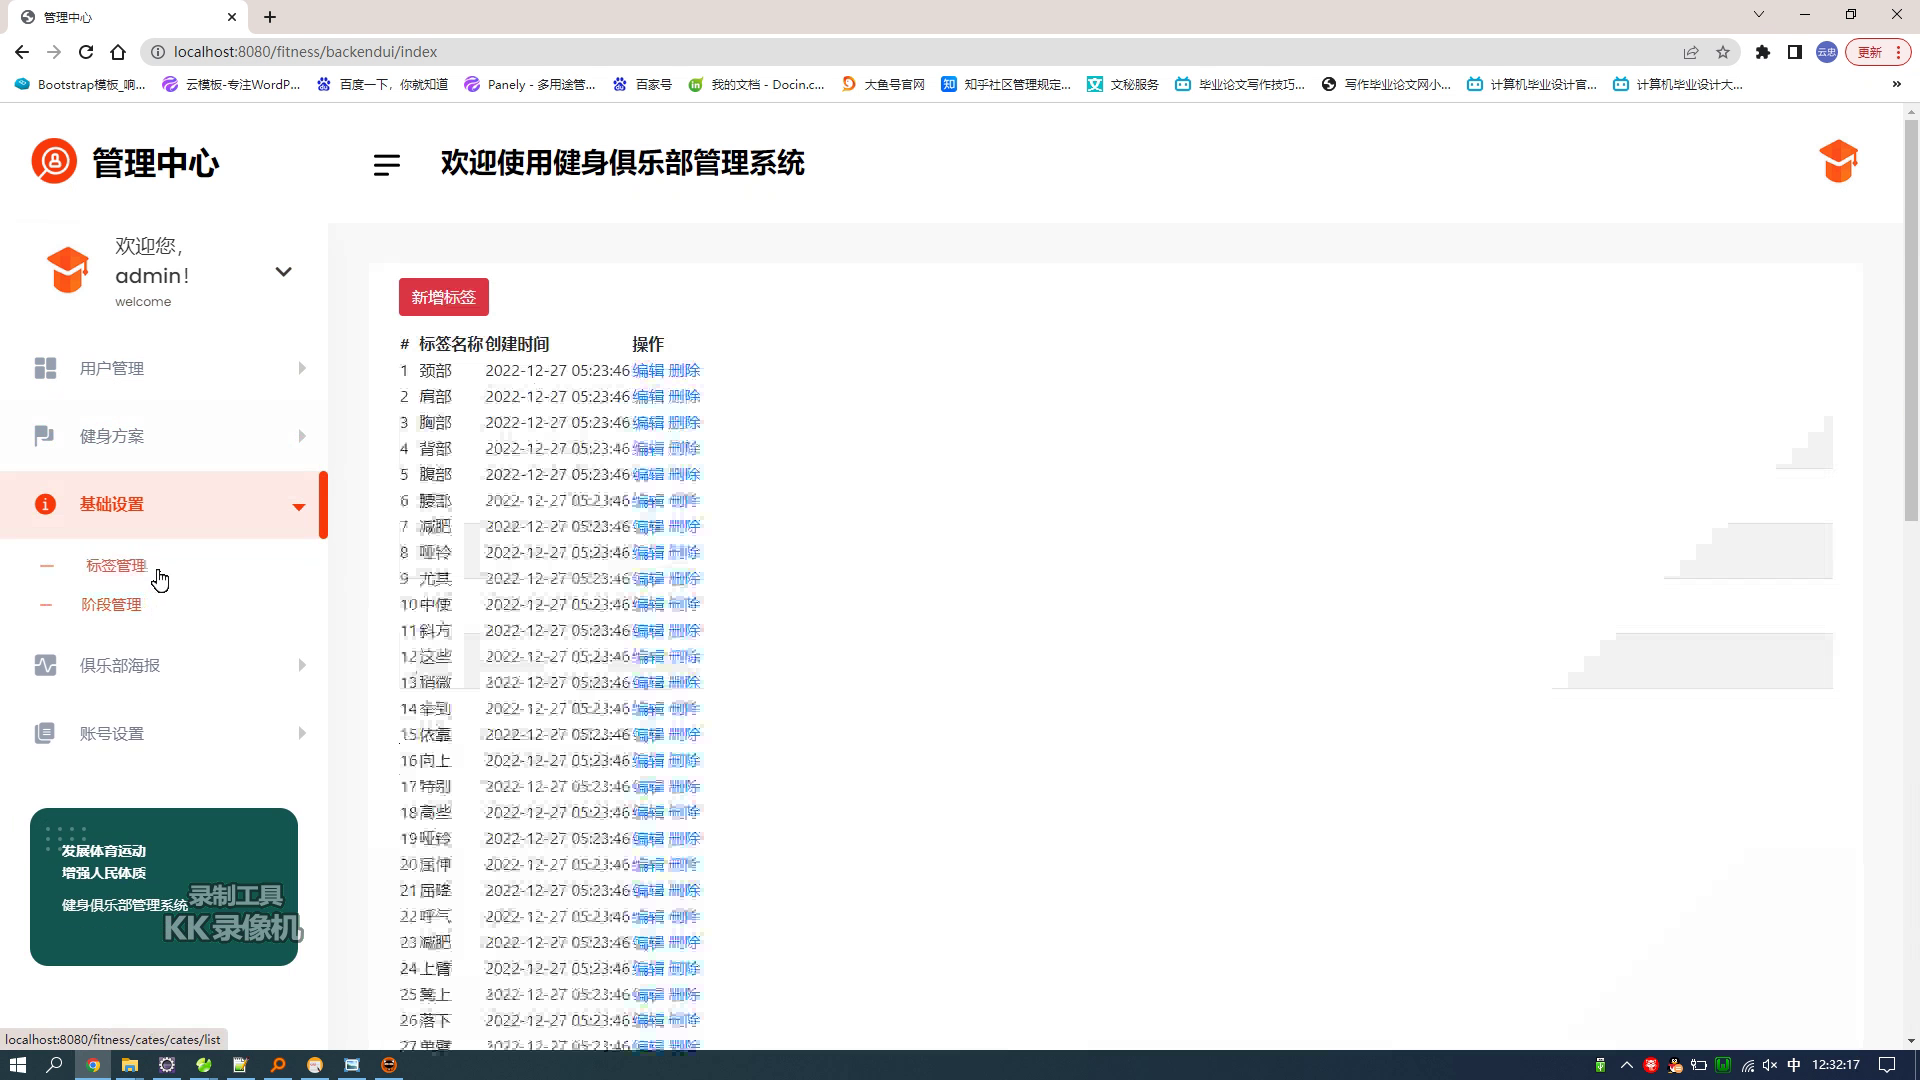 管理中心
localhost:8080/fitness/backendui/index
更新
Bootstrap模板_响...
云模板-专注WordP...
百度一下，你就知道
Panely - 多用途管...
百家号
我的文档 - Docin.c...
大鱼号官网
知乎社区管理规定...
文秘服务
毕业论文写作技巧...
写作毕业论文网小...
计算机毕业设计官...
计算机毕业设计大...
管理中心
欢迎使用健身俱乐部管理系统
欢迎您,
admin!
welcome
用户管理
健身方案
基础设置
标签管理
阶段管理
俱乐部海报
账号设置
发展体育运动
增强人民体质
健身俱乐部管理系统
录制工具
KK录像机
新增标签
# 标签名称 创建时间 操作
1 颈部 2022-12-27 05:23:46 编辑 删除
2 肩部 2022-12-27 05:23:46 编辑 删除
3 胸部 2022-12-27 05:23:46 编辑 删除
4 背部 2022-12-27 05:23:46 编辑 删除
5 腹部 2022-12-27 05:23:46 编辑 删除
6 腰部 2022-12-27 05:23:46 编辑 删除
7 减肥 2022-12-27 05:23:46 编辑 删除
8 哑铃 2022-12-27 05:23:46 编辑 删除
9 尤其 2022-12-27 05:23:46 编辑 删除
10 中使 2022-12-27 05:23:46 编辑 删除
11 斜方 2022-12-27 05:23:46 编辑 删除
12 这些 2022-12-27 05:23:46 编辑 删除
13 稍微 2022-12-27 05:23:46 编辑 删除
14 牵到 2022-12-27 05:23:46 编辑 删除
15 依靠 2022-12-27 05:23:46 编辑 删除
16 向上 2022-12-27 05:23:46 编辑 删除
17 特别 2022-12-27 05:23:46 编辑 删除
18 高些 2022-12-27 05:23:46 编辑 删除
19 哑铃 2022-12-27 05:23:46 编辑 删除
20 屈伸 2022-12-27 05:23:46 编辑 删除
21 2022-12-27 05:23:46 编辑 删除
22 呼气 2022-12-27 05:23:46 编辑 删除
23 减肥 2022-12-27 05:23:46 编辑 删除
24 上臂 2022-12-27 05:23:46 编辑 删除
25 凳上 2022-12-27 05:23:46 编辑 删除
26 落下 2022-12-27 05:23:46 编辑 删除
27 单臂 2022-12-27 05:23:46 编辑 删除
localhost:8080/fitness/cates/cates/list
中
12:32:17